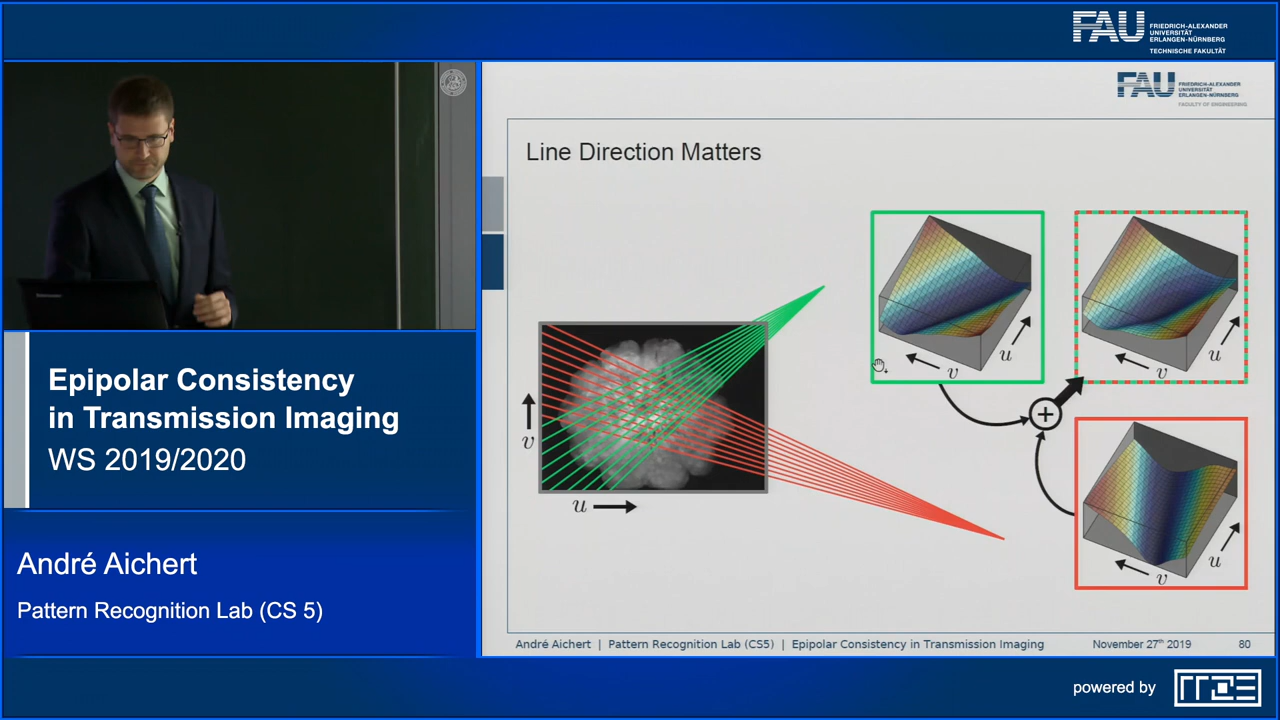 FAU
FRIEDRICH-ALEXANDER
UNIVERSITÄT
ERLANGEN-NÜRNBERG
TECHNISCHE FAKULTÄT
FAU
FRIEDRICH-ALEXANDER
UNIVERSITÄT
ERLANGEN-NÜRNBERG
FACULTY OF ENGINEERING
Line Direction Matters
v
u
v
u
v
u
+
v
u
Epipolar Consistency
in Transmission Imaging
WS 2019/2020
André Aichert
Pattern Recognition Lab (CS 5)
André Aichert | Pattern Recognition Lab (CS5) | Epipolar Consistency in Transmission Imaging November 27th 2019 80
powered by